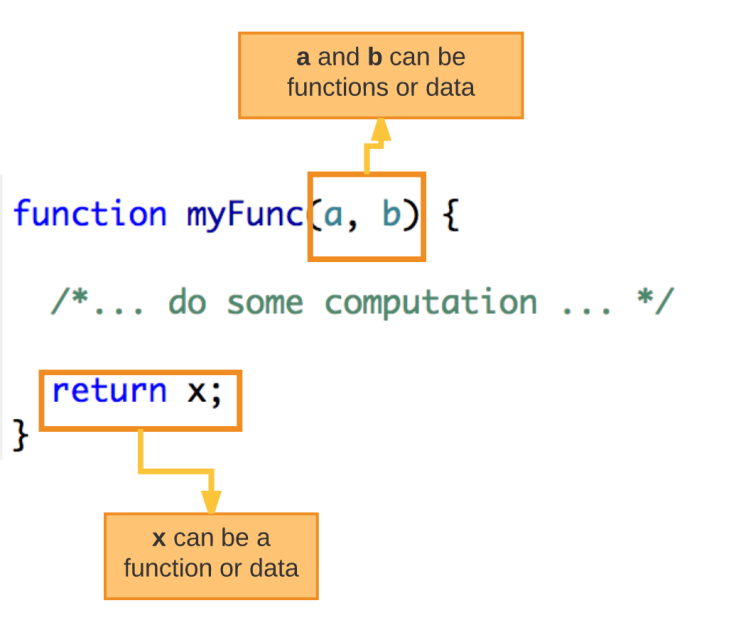 a and b can be
functions or data
function myFunc(a, b) {
/*... do some computation ... */
return x;
}
x can be a
function or data